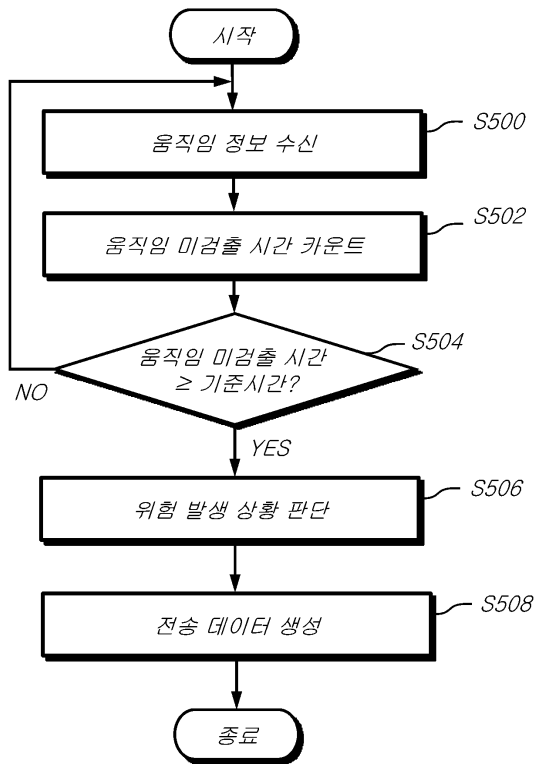 시작
움직임 정보 수신
S500
움직임 미검출 시간 카운트
S502
움직임 미검출 시간
≥ 기준시간?
S504
NO
YES
위험 발생 상황 판단
S506
전송 데이터 생성
S508
종료